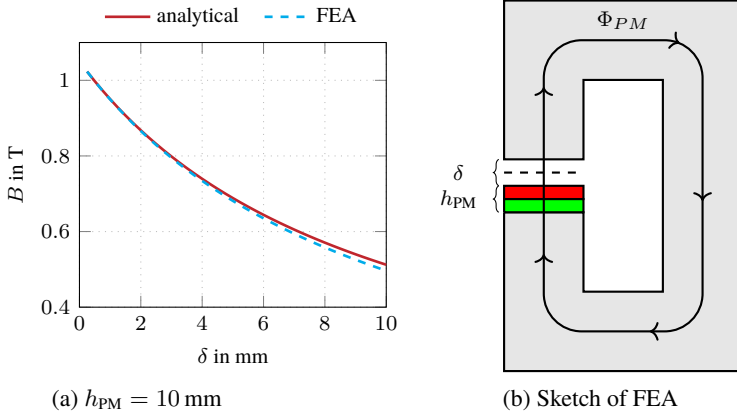 analytical FEA
1
0.8
0.6
0.4
0 2 4 6 8 10
B in T
δ in mm
(a) h_PM = 10 mm
Φ_PM
δ
h_PM
(b) Sketch of FEA